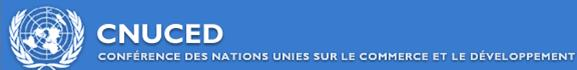 CNUCED
CONFÉRENCE DES NATIONS UNIES SUR LE COMMERCE ET LE DÉVELOPPEMENT